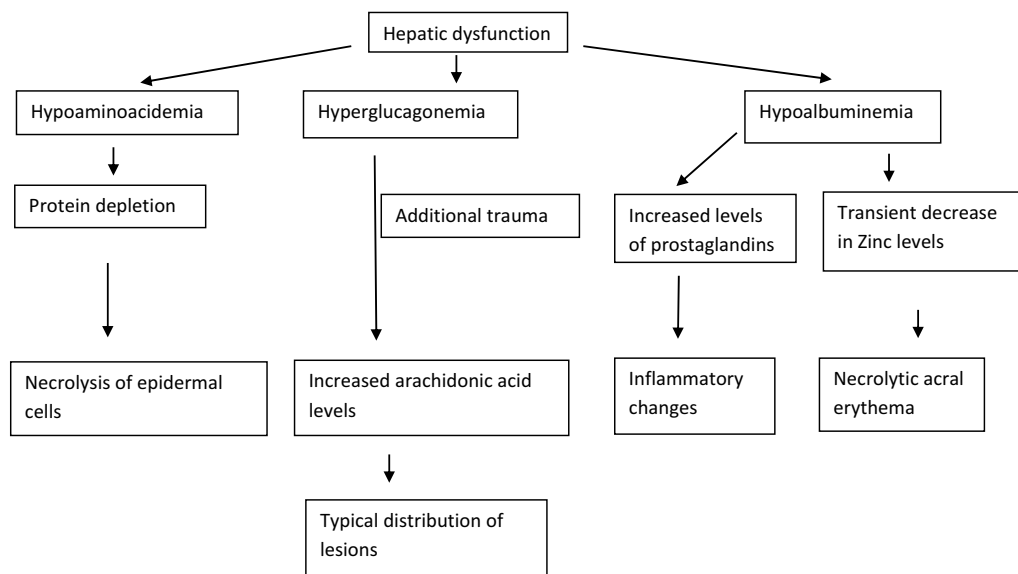 Hepatic dysfunction
Hypoaminoacidemia
Hyperglucagonemia
Hypoalbuminemia
Protein depletion
Additional trauma
Increased levels
of prostaglandins
Transient decrease
in Zinc levels
Necrolysis of epidermal
cells
Increased arachidonic acid
levels
Inflammatory
changes
Necrolytic acral
erythema
Typical distribution of
lesions